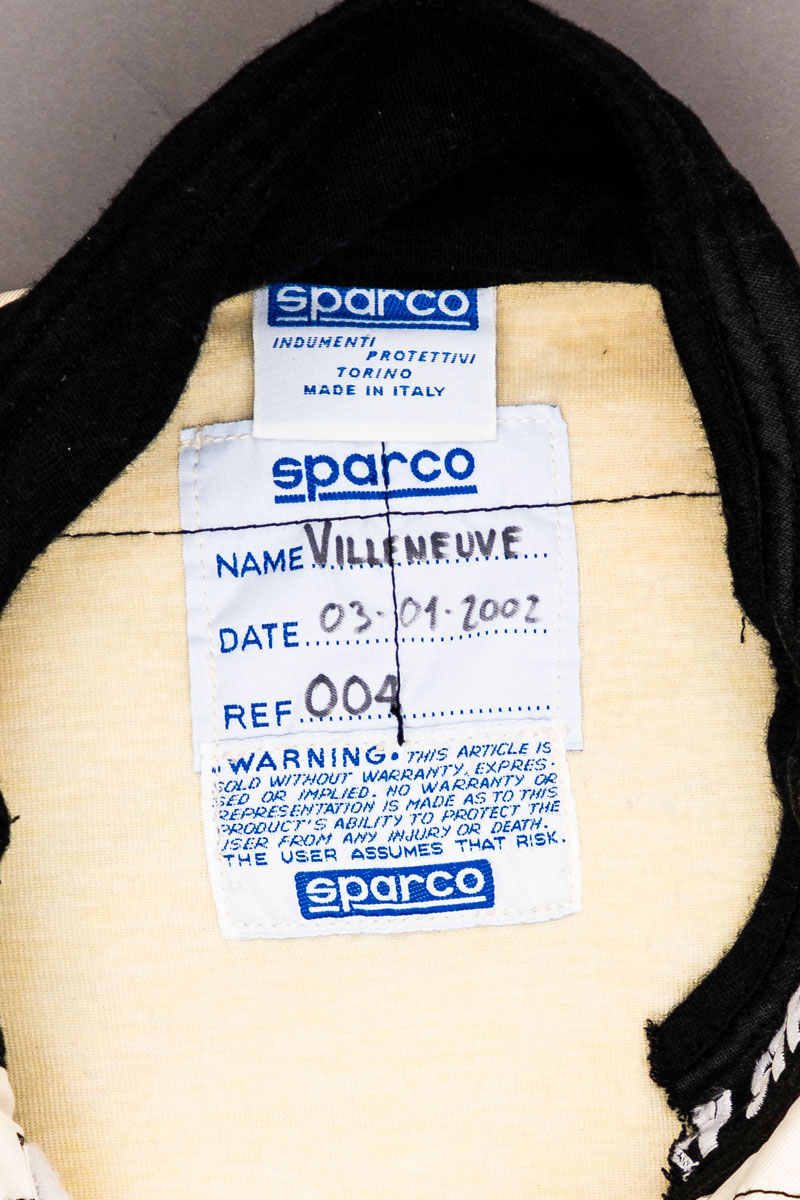 sparco
INDUMENTI
PROTETTIVI
TORINO
MADE IN ITALY
sparco
NAME VILLENEUVE
DATE 03-01-2002
REF 004
WARNING. THIS ARTICLE IS
SOLD WITHOUT WARRANTY, EXPRES-
SED OR IMPLIED. NO WARRANTY OR
REPRESENTATION IS MADE AS TO THIS
PRODUCT'S ABILITY TO PROTECT THE
USER FROM ANY INJURY OR DEATH.
THE USER ASSUMES THAT RISK.
sparco